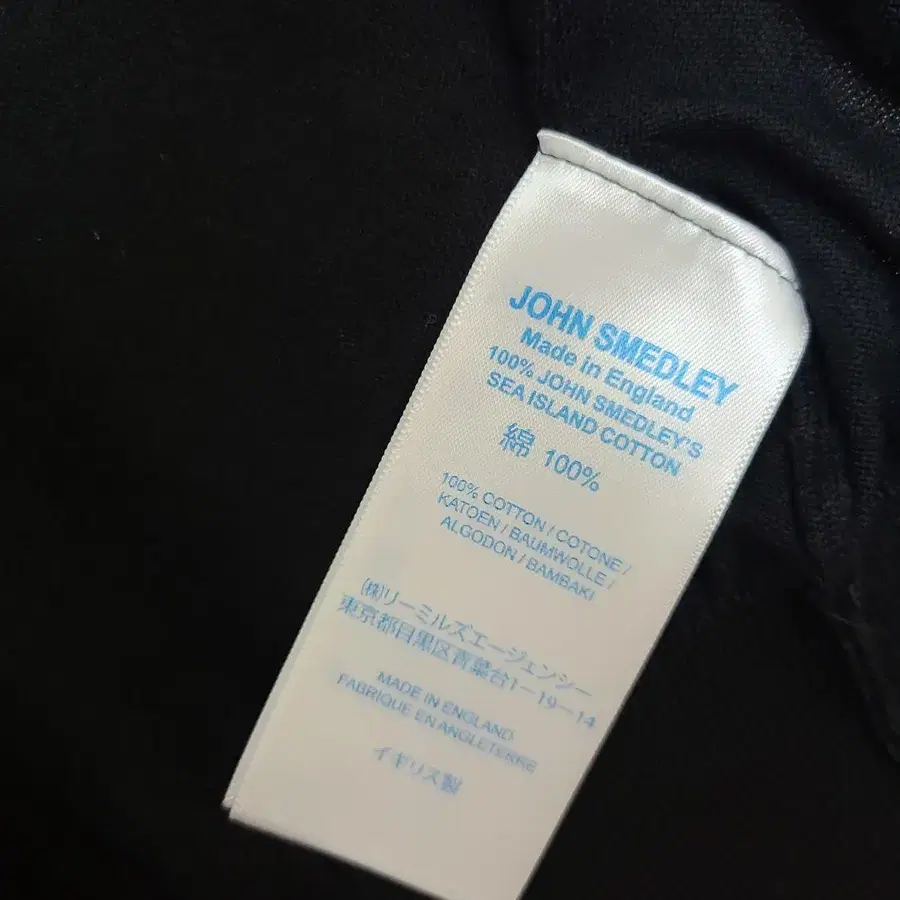 JOHN SMEDLEY
Made in England
100% JOHN SMEDLEY'S
SEA ISLAND COTTON
綿 100%
100% COTTON / COTONE /
KATOEN / BAUMWOLLE /
ALGODON / BAMBAKI
(株)リーミルズエージェンシー
東京都目黒区青葉台1-19-14
MADE IN ENGLAND
FABRIQUE EN ANGLETERRE
イギリス製